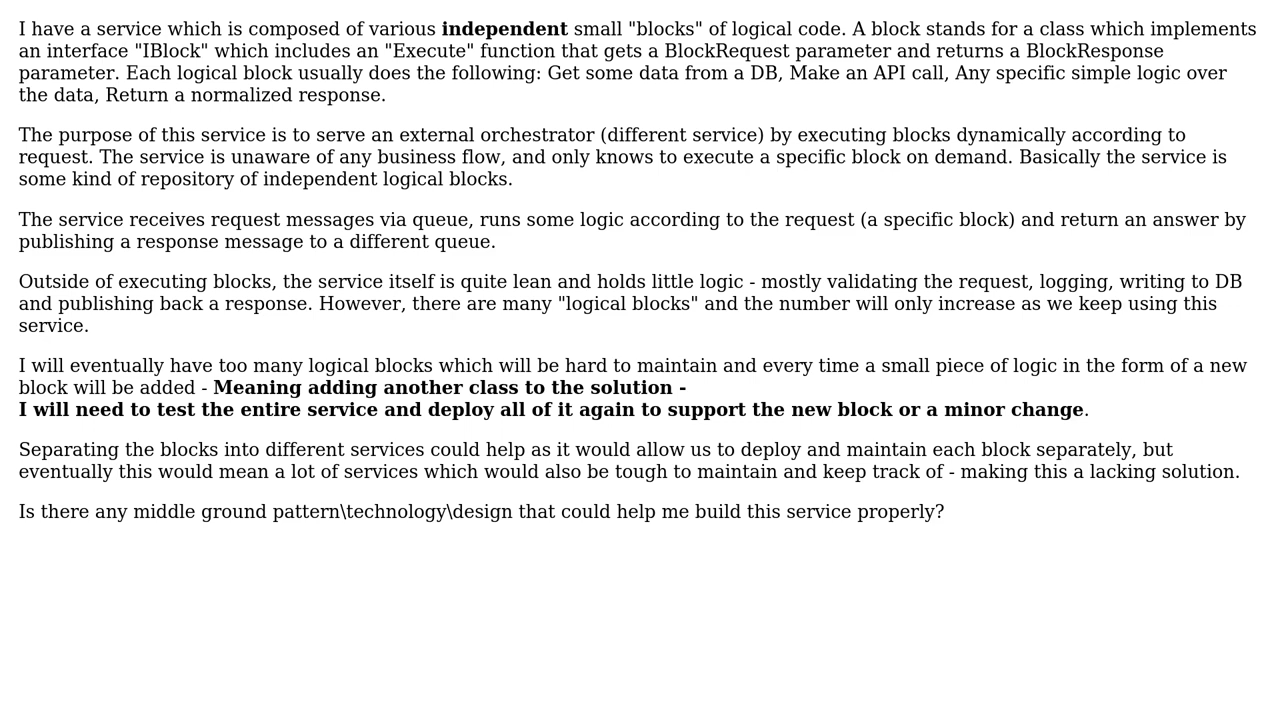 I have a service which is composed of various independent small "blocks" of logical code. A block stands for a class which implements
an interface "IBlock" which includes an "Execute" function that gets a BlockRequest parameter and returns a BlockResponse
parameter. Each logical block usually does the following: Get some data from a DB, Make an API call, Any specific simple logic over
the data, Return a normalized response.
The purpose of this service is to serve an external orchestrator (different service) by executing blocks dynamically according to
request. The service is unaware of any business flow, and only knows to execute a specific block on demand. Basically the service is
some kind of repository of independent logical blocks.
The service receives request messages via queue, runs some logic according to the request (a specific block) and return an answer by
publishing a response message to a different queue.
Outside of executing blocks, the service itself is quite lean and holds little logic - mostly validating the request, logging, writing to DB
and publishing back a response. However, there are many "logical blocks" and the number will only increase as we keep using this
service.
I will eventually have too many logical blocks which will be hard to maintain and every time a small piece of logic in the form of a new
block will be added - Meaning adding another class to the solution -
I will need to test the entire service and deploy all of it again to support the new block or a minor change.
Separating the blocks into different services could help as it would allow us to deploy and maintain each block separately, but
eventually this would mean a lot of services which would also be tough to maintain and keep track of - making this a lacking solution.
Is there any middle ground pattern\technology\design that could help me build this service properly?